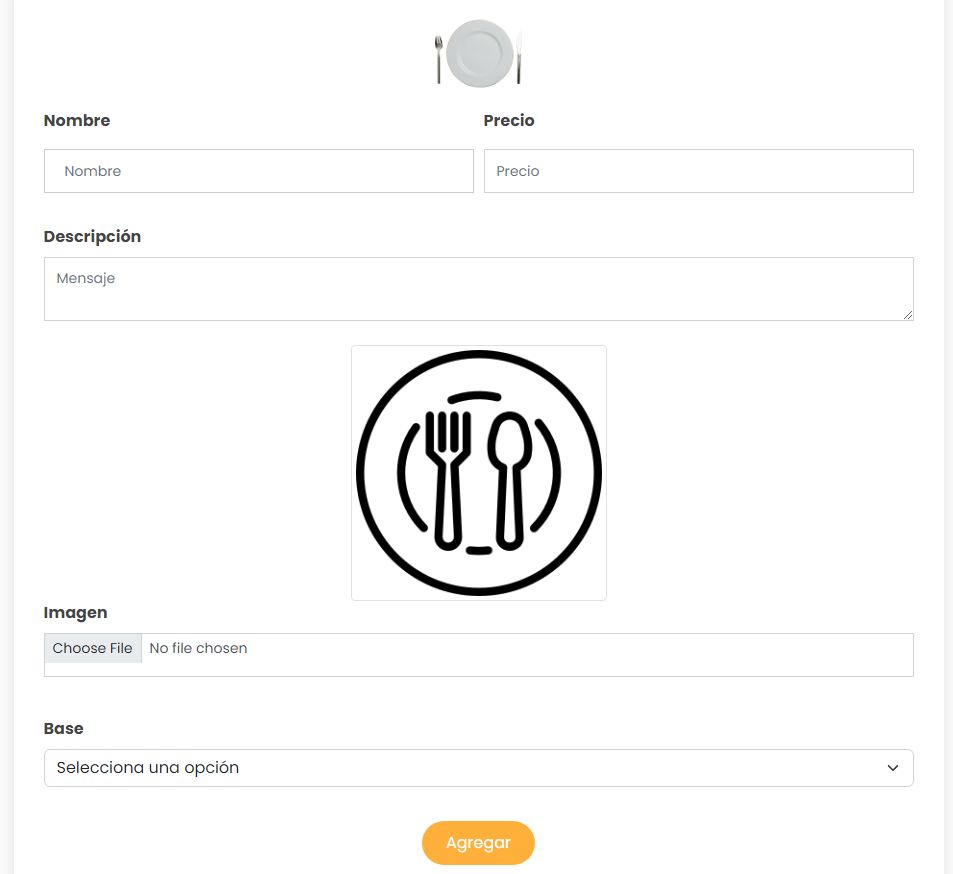 Nombre
Precio
Nombre
Precio
Descripción
Mensaje
Imagen
Choose File No file chosen
Base
Selecciona una opción
Agregar